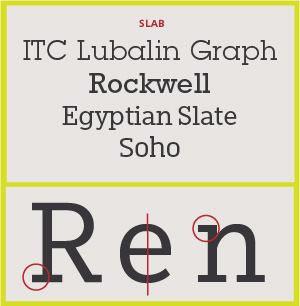 SLAB
ITC Lubalin Graph
Rockwell
Egyptian Slate
Soho
Ren